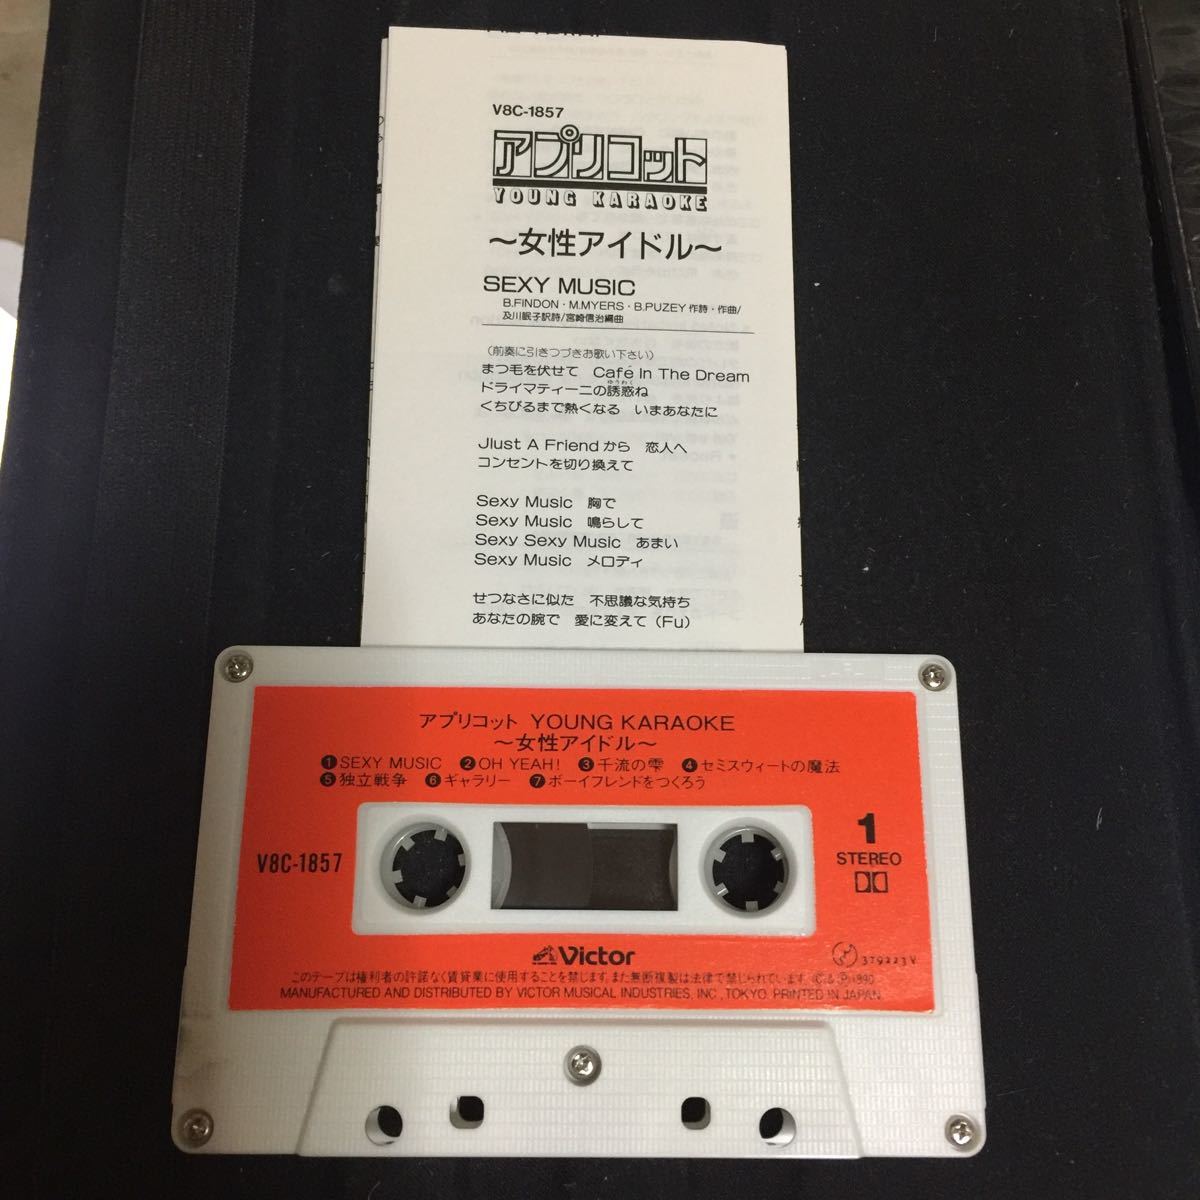 V8C-1857
アプリコット
YOUNG KARAOKE
～女性アイドル～
SEXY MUSIC
B.FINDON・M.MYERS・B.PUZEY 作詩・作曲/
及川眠子訳詩/宮崎信治編曲
(前奏に引きつづきお歌い下さい)
まつ毛を伏せて Café In The Dream
ゆうわく
ドライマティーニの誘惑ね
くちびるまで熱くなる いまあなたに
Jlust A Friend から 恋人へ
コンセントを切り換えて
Sexy Music 胸で
Sexy Music 鳴らして
Sexy Sexy Music あまい
Sexy Music メロディ
せつなさに似た 不思議な気持ち
あなたの腕で 愛に変えて(Fu)
アプリコット YOUNG KARAOKE
～女性アイドル～
❶SEXY MUSIC ❷OH YEAH! ❸千流の雫 ❹セミスウィートの魔法
❺独立戦争 ❻ギャラリー ❼ボーイフレンドをつくろう
V8C-1857
1
STEREO
Victor
379223V
このテープは権利者の許諾なく賃貸業に使用することを禁じます。また無断複製は法律で禁じられています。Ⓒ&Ⓟ1990
MANUFACTURED AND DISTRIBUTED BY VICTOR MUSICAL INDUSTRIES, INC., TOKYO. PRINTED IN JAPAN.